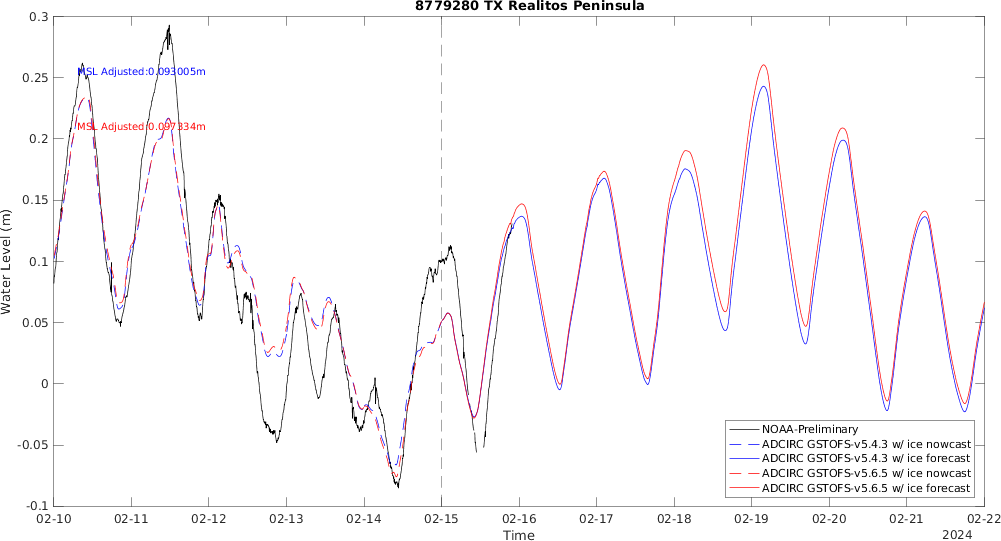 8779280 TX Realitos Peninsula
0.3
0.25
0.2
0.15
0.1
0.05
0
-0.05
-0.1
Water Level (m)
MSL Adjusted:0.093005m
MSL Adjusted:0.097334m
NOAA-Preliminary
ADCIRC GSTOFS-v5.4.3 w/ ice nowcast
ADCIRC GSTOFS-v5.4.3 w/ ice forecast
ADCIRC GSTOFS-v5.6.5 w/ ice nowcast
ADCIRC GSTOFS-v5.6.5 w/ ice forecast
02-10 02-11 02-12 02-13 02-14 02-15 02-16 02-17 02-18 02-19 02-20 02-21 02-22
Time
2024